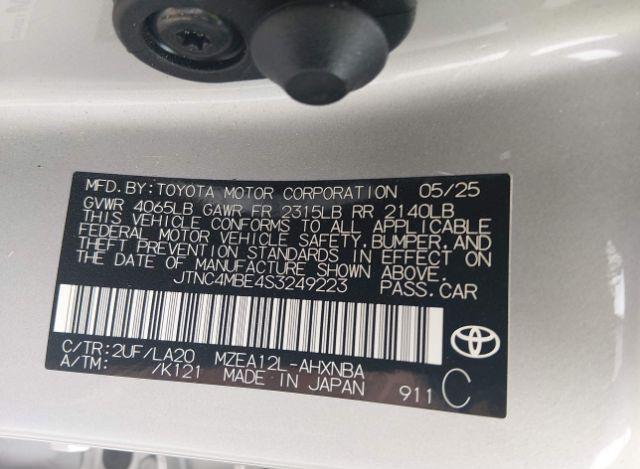 MFD.BY:TOYOTA MOTOR CORPORATION 05/25
GVWR 4065LB GAWR FR 2315LB RR 2140LB
THIS VEHICLE CONFORMS TO ALL APPLICABLE
FEDERAL MOTOR VEHICLE SAFETY,BUMPER,AND
THEFT PREVENTION STANDARDS IN EFFECT ON
THE DATE OF MANUFACTURE SHOWN ABOVE.
JTNC4MBE4S3249223 PASS.CAR
C/TR:2UF/LA20 MZEA12L-AHXNBA
A/TM: /K121 MADE IN JAPAN 911 C